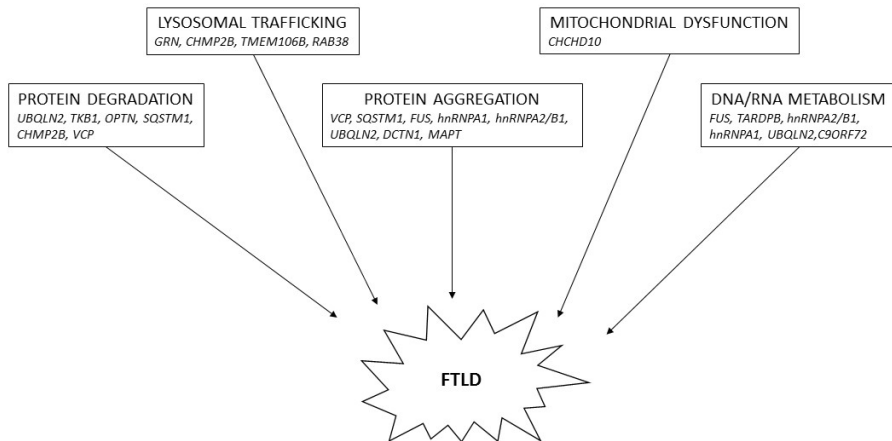 LYSOSOMAL TRAFFICKING
GRN, CHMP2B, TMEM106B, RAB38
MITOCHONDRIAL DYSFUNCTION
CHCHD10
PROTEIN DEGRADATION
UBQLN2, TKB1, OPTN, SQSTM1,
CHMP2B, VCP
PROTEIN AGGREGATION
VCP, SQSTM1, FUS, hnRNPA1, hnRNPA2/B1,
UBQLN2, DCTN1, MAPT
DNA/RNA METABOLISM
FUS, TARDPB, hnRNPA2/B1,
hnRNPA1, UBQLN2,C9ORF72
FTLD